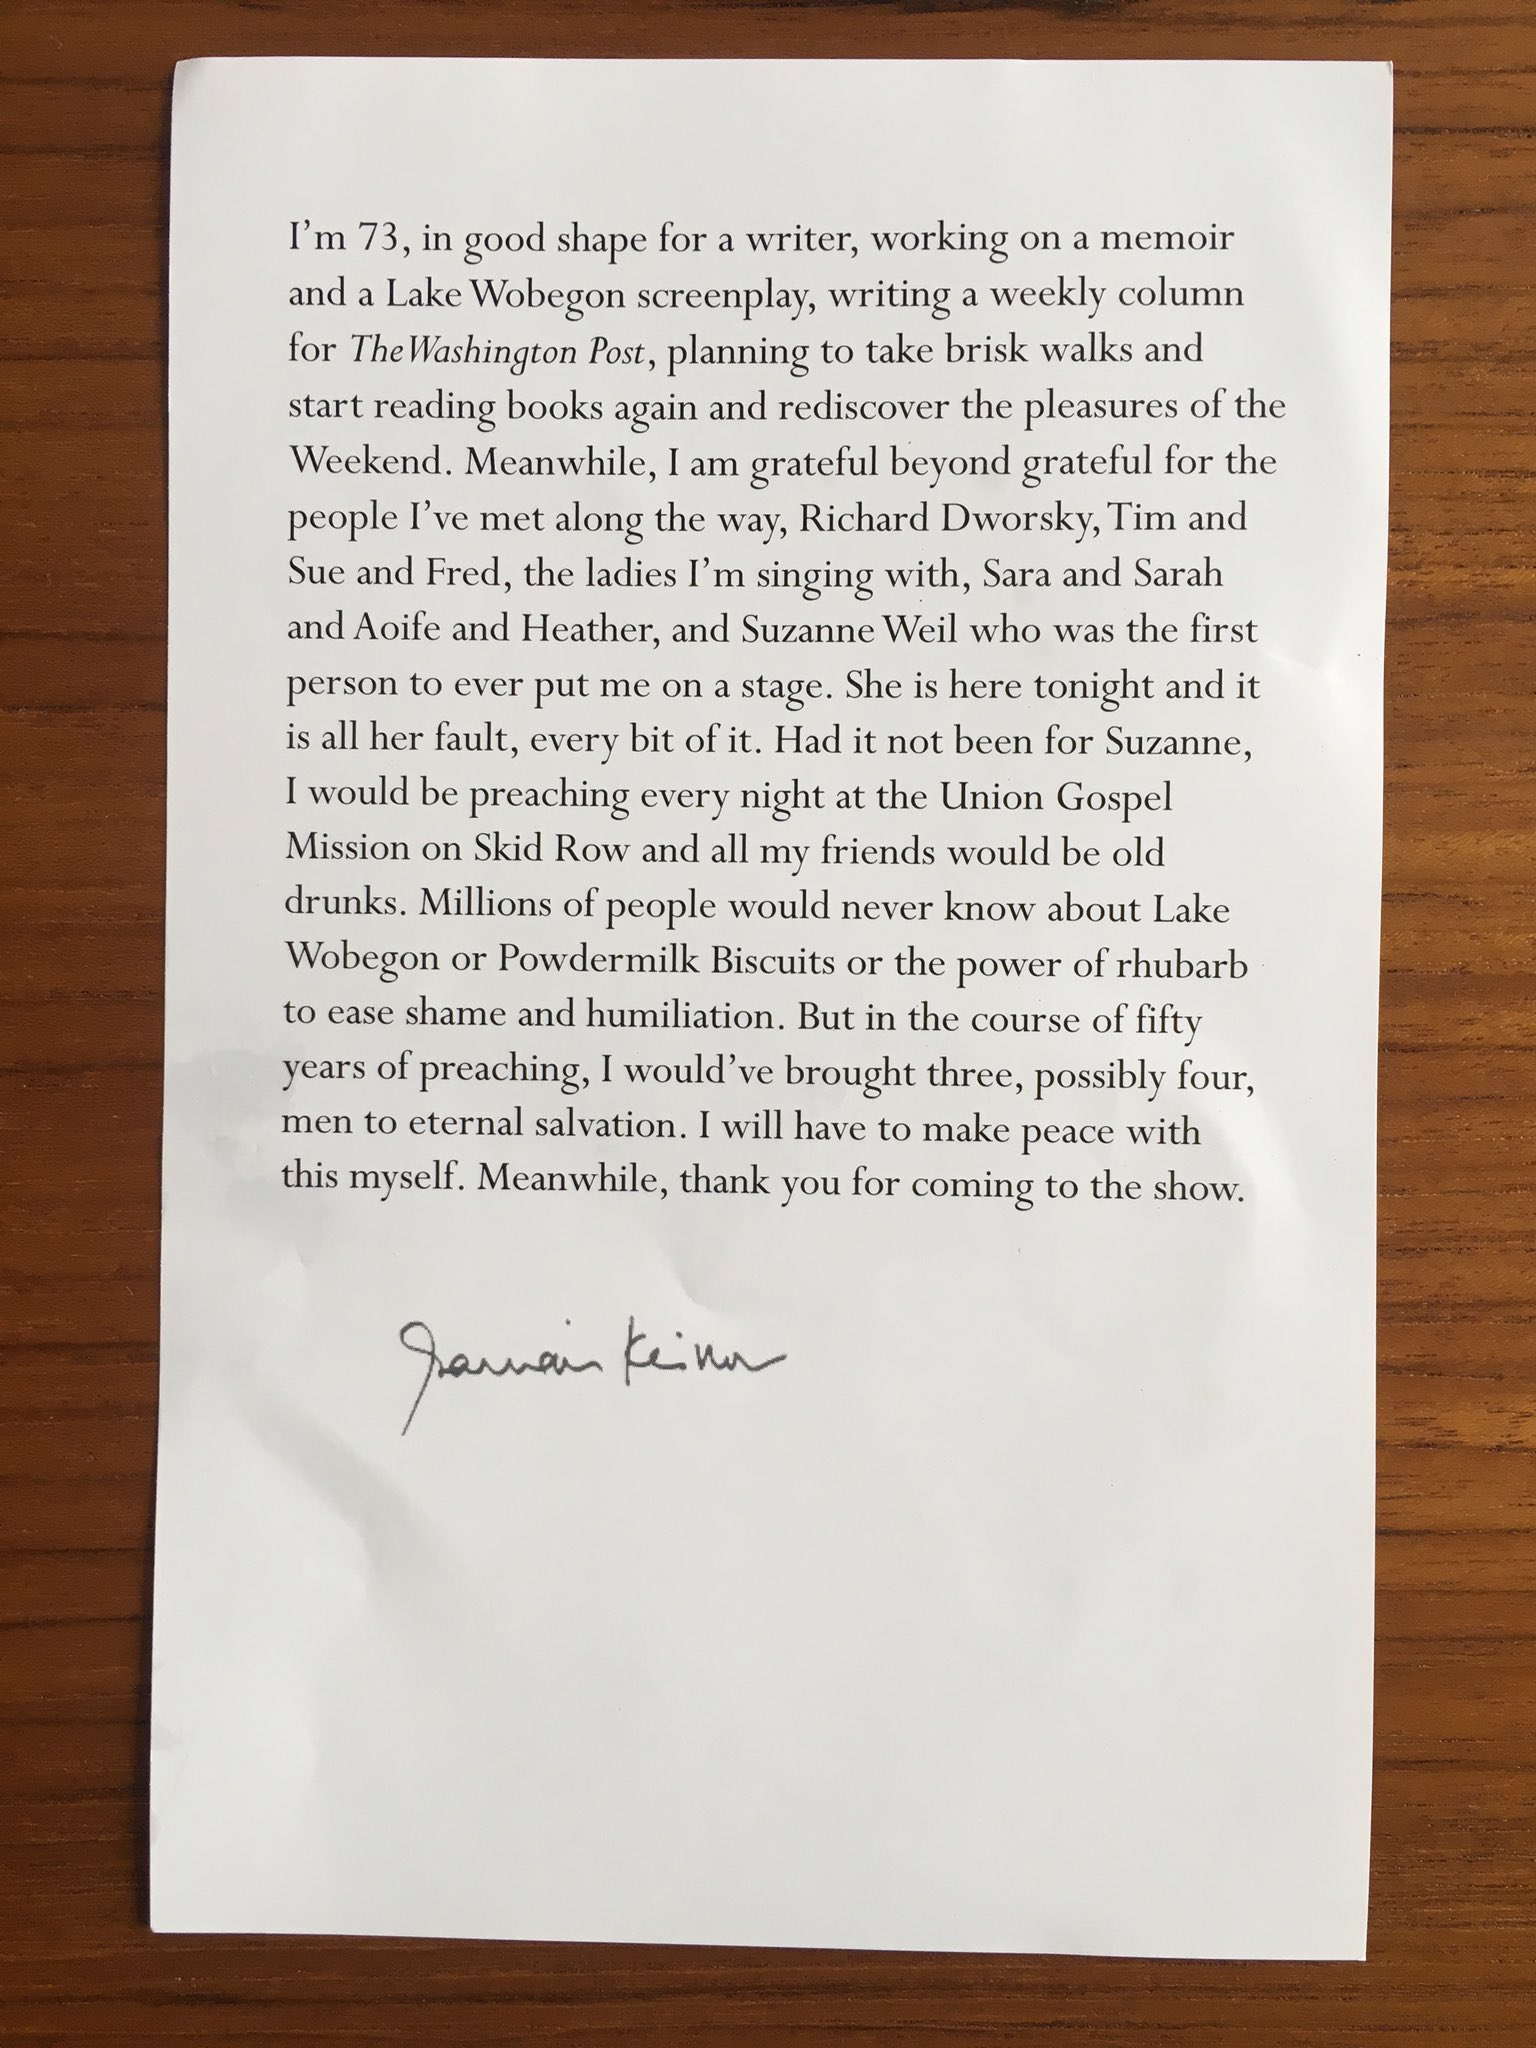 I’m 73, in good shape for a writer, working on a memoir
and a Lake Wobegon screenplay, writing a weekly column
for The Washington Post, planning to take brisk walks and
start reading books again and rediscover the pleasures of the
Weekend. Meanwhile, I am grateful beyond grateful for the
people I’ve met along the way, Richard Dworsky, Tim and
Sue and Fred, the ladies I’m singing with, Sara and Sarah
and Aoife and Heather, and Suzanne Weil who was the first
person to ever put me on a stage. She is here tonight and it
is all her fault, every bit of it. Had it not been for Suzanne,
I would be preaching every night at the Union Gospel
Mission on Skid Row and all my friends would be old
drunks. Millions of people would never know about Lake
Wobegon or Powdermilk Biscuits or the power of rhubarb
to ease shame and humiliation. But in the course of fifty
years of preaching, I would’ve brought three, possibly four,
men to eternal salvation. I will have to make peace with
this myself. Meanwhile, thank you for coming to the show.
Garrison Keillor